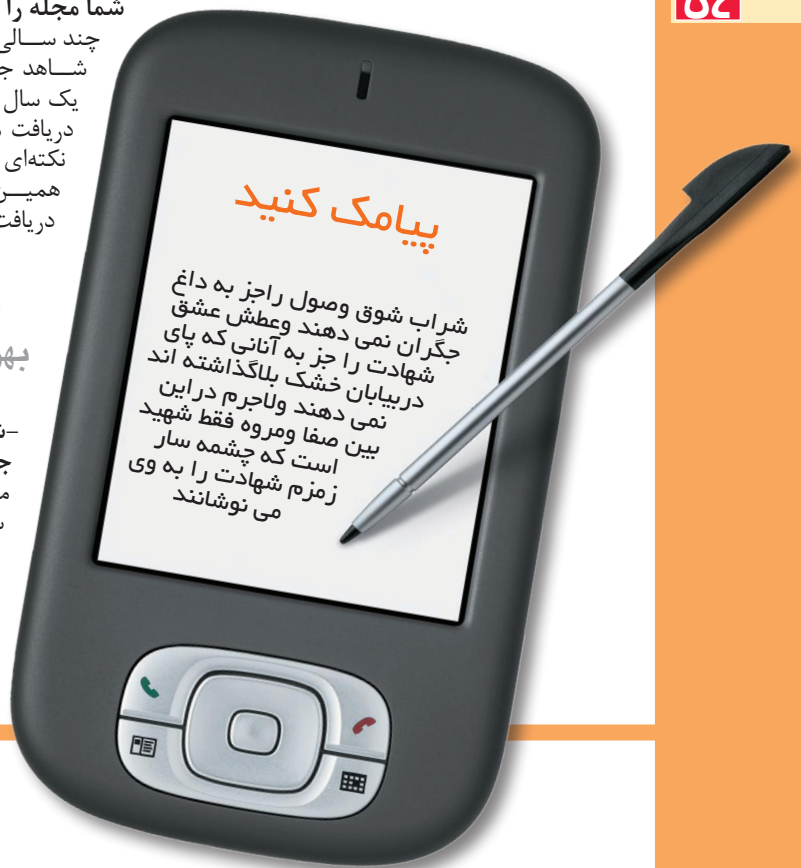 شما مجله را
چند سالی
شاهد
یک سال
دریافت
نکته‌ای
همین
دریافت
پیامک کنید
شراب شوق وصول راجز به داغ
جگران نمی دهند وعطش عشق
شهادت را جز به آنانی که پای
دربیابان خشک بلاگذاشته اند
نمی دهند ولاجرم دراین
بین صفا ومروه فقط شهید
است که چشمه سار
زمزم شهادت را به وی
می نوشانند